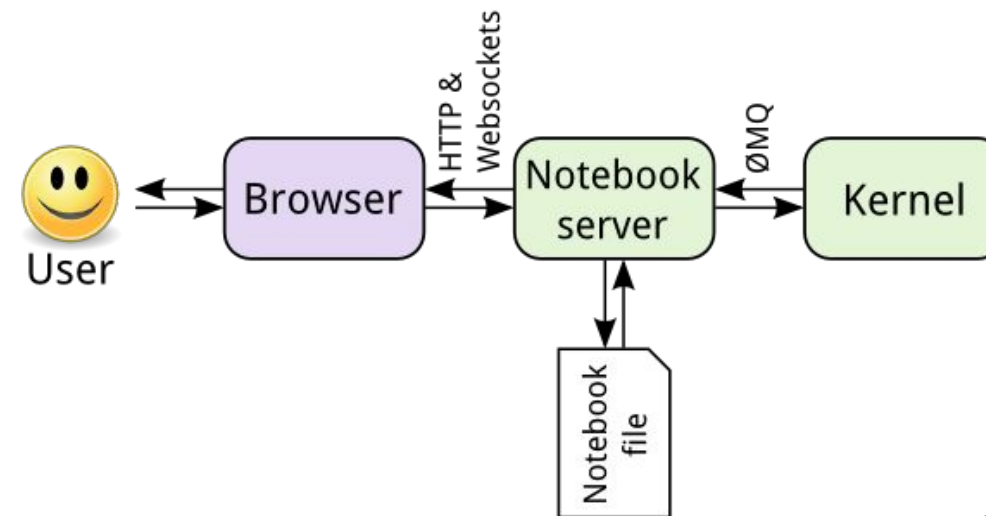 User
Browser
HTTP &
Websockets
Notebook
server
ØMQ
Kernel
Notebook
file